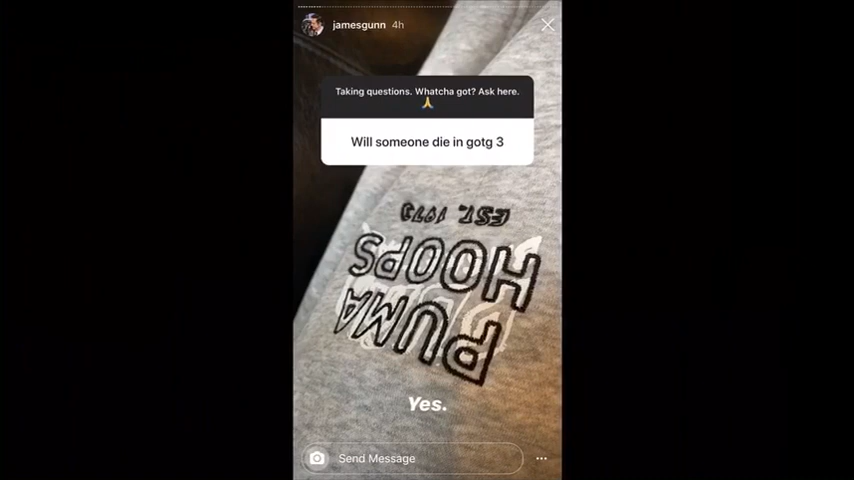 jamesgunn 4h
Taking questions. Whatcha got? Ask here.
🙏
Will someone die in gotg 3
EST. 1973
HOOPS
PUMA
Yes.
Send Message